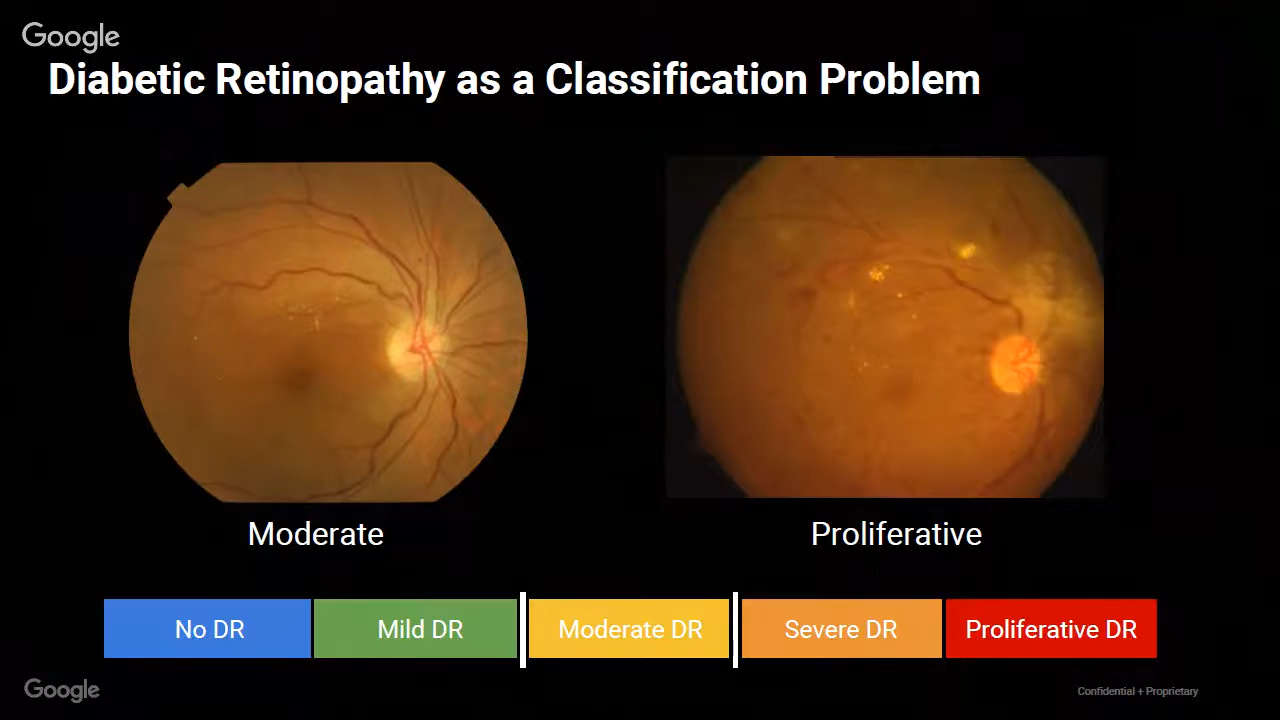 Google
Diabetic Retinopathy as a Classification Problem
Moderate
Proliferative
No DR
Mild DR
Moderate DR
Severe DR
Proliferative DR
Google
Confidential + Proprietary